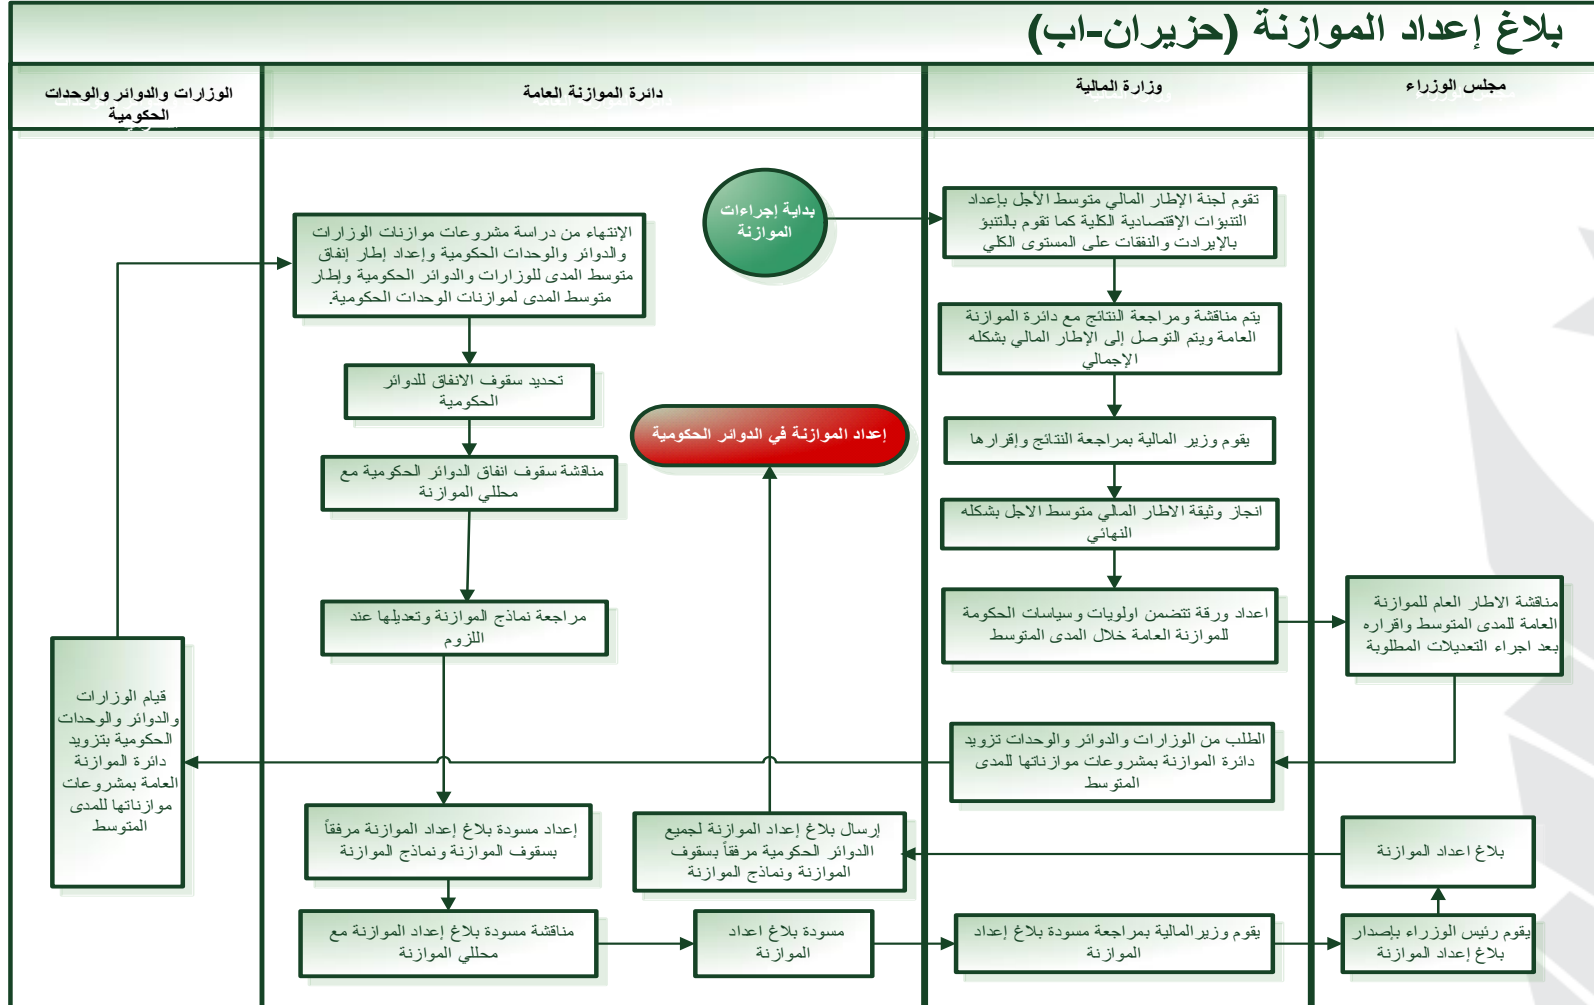 بلاغ إعداد الموازنة (حزيران-اب)
مجلس الوزراء
وزارة المالية
دائرة الموازنة العامة
الوزارات والدوائر والوحدات
الحكومية
بداية إجراءات
الموازنة
تقوم لجنة الإطار المالي متوسط الأجل بإعداد
التنبؤات الإقتصادية الكلية كما تقوم بالتنبؤ
بالإيرادت والنفقات على المستوى الكلي
يتم مناقشة ومراجعة النتائج مع دائرة الموازنة
العامة ويتم التوصل إلى الإطار المالي بشكله
الإجمالي
يقوم وزير المالية بمراجعة النتائج وإقرارها
انجاز وثيقة الاطار المالي متوسط الاجل بشكله
النهائي
اعداد ورقة تتضمن اولويات وسياسات الحكومة
للموازنة العامة خلال المدى المتوسط
مناقشة الاطار العام للموازنة
العامة للمدى المتوسط واقراره
بعد اجراء التعديلات المطلوبة
الطلب من الوزارات والدوائر والوحدات تزويد
دائرة الموازنة بمشروعات موازناتها للمدى
المتوسط
قيام الوزارات
والدوائر والوحدات
الحكومية بتزويد
دائرة الموازنة
العامة بمشروعات
موازناتها للمدى
المتوسط
الإنتهاء من دراسة مشروعات موازنات الوزارات
والدوائر والوحدات الحكومية وإعداد إطار إنفاق
متوسط المدى للوزارات والدوائر الحكومية وإطار
متوسط المدى لموازنات الوحدات الحكومية.
تحديد سقوف الانفاق للدوائر
الحكومية
مناقشة سقوف انفاق الدوائر الحكومية مع
محللي الموازنة
مراجعة نماذج الموازنة وتعديلها عند
اللزوم
إعداد مسودة بلاغ إعداد الموازنة مرفقاً
بسقوف الموازنة ونماذج الموازنة
مناقشة مسودة بلاغ إعداد الموازنة مع
محللي الموازنة
مسودة بلاغ اعداد
الموازنة
يقوم وزيرالمالية بمراجعة مسودة بلاغ إعداد
الموازنة
يقوم رئيس الوزراء بإصدار
بلاغ إعداد الموازنة
بلاغ اعداد الموازنة
إرسال بلاغ إعداد الموازنة لجميع
الدوائر الحكومية مرفقاً بسقوف
الموازنة ونماذج الموازنة
إعداد الموازنة في الدوائر الحكومية